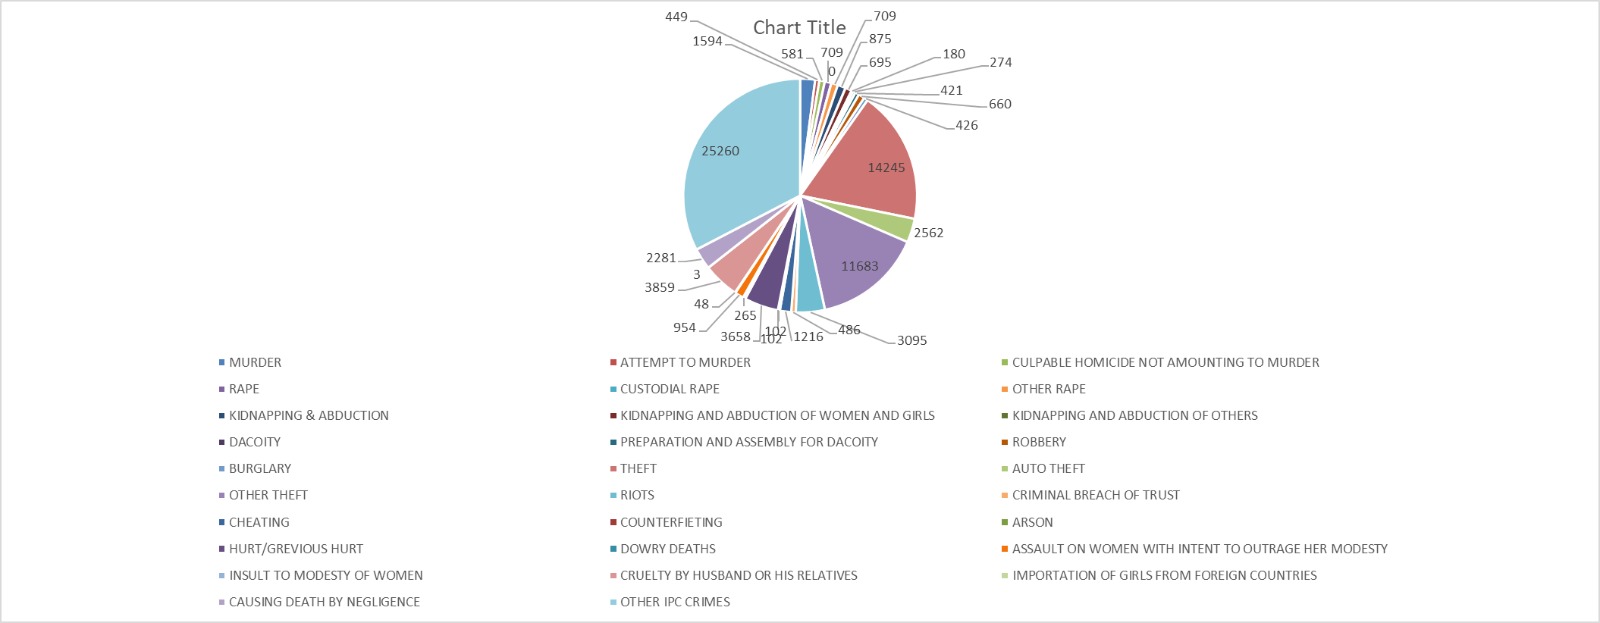 Chart Title
449
1594
581
709
0
709
875
695
180
274
421
660
426
14245
2562
11683
3095
486
1216
102
102
3658
265
954
48
3859
3
2281
25260
MURDER ATTEMPT TO MURDER CULPABLE HOMICIDE NOT AMOUNTING TO MURDER
RAPE CUSTODIAL RAPE OTHER RAPE
KIDNAPPING & ABDUCTION KIDNAPPING AND ABDUCTION OF WOMEN AND GIRLS KIDNAPPING AND ABDUCTION OF OTHERS
DACOITY PREPARATION AND ASSEMBLY FOR DACOITY ROBBERY
BURGLARY THEFT AUTO THEFT
OTHER THEFT RIOTS CRIMINAL BREACH OF TRUST
CHEATING COUNTERFIETING ARSON
HURT/GREVIOUS HURT DOWRY DEATHS ASSAULT ON WOMEN WITH INTENT TO OUTRAGE HER MODESTY
INSULT TO MODESTY OF WOMEN CRUELTY BY HUSBAND OR HIS RELATIVES IMPORTATION OF GIRLS FROM FOREIGN COUNTRIES
CAUSING DEATH BY NEGLIGENCE OTHER IPC CRIMES